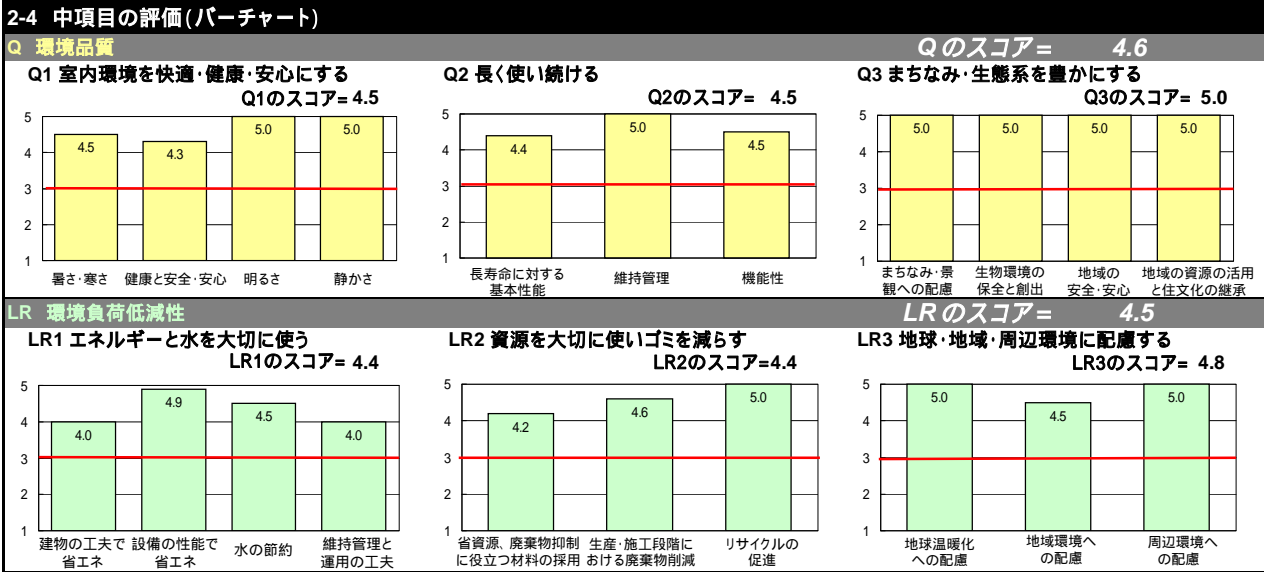 2-4 中項目の評価(バーチャート)
Q 環境品質 Qのスコア= 4.6
Q1 室内環境を快適・健康・安心にする
Q1のスコア= 4.5
5
4
3
2
1
4.5
4.3
5.0
5.0
暑さ・寒さ
健康と安全・安心
明るさ
静かさ
Q2 長く使い続ける
Q2のスコア= 4.5
5
4
3
2
1
4.4
5.0
4.5
長寿命に対する
基本性能
維持管理
機能性
Q3 まちなみ・生態系を豊かにする
Q3のスコア= 5.0
5
4
3
2
1
5.0
5.0
5.0
5.0
まちなみ・景
観への配慮
生物環境の
保全と創出
地域の
安全・安心
地域の資源の活用
と住文化の継承
LR 環境負荷低減性 LRのスコア= 4.5
LR1 エネルギーと水を大切に使う
LR1のスコア= 4.4
5
4
3
2
1
4.0
4.9
4.5
4.0
建物の工夫で
省エネ
設備の性能で
省エネ
水の節約
維持管理と
運用の工夫
LR2 資源を大切に使いゴミを減らす
LR2のスコア=4.4
5
4
3
2
1
4.2
4.6
5.0
省資源、廃棄物抑制
に役立つ材料の採用
生産・施工段階に
おける廃棄物削減
リサイクルの
促進
LR3 地球・地域・周辺環境に配慮する
LR3のスコア= 4.8
5
4
3
2
1
5.0
4.5
5.0
地球温暖化
への配慮
地域環境へ
の配慮
周辺環境へ
の配慮